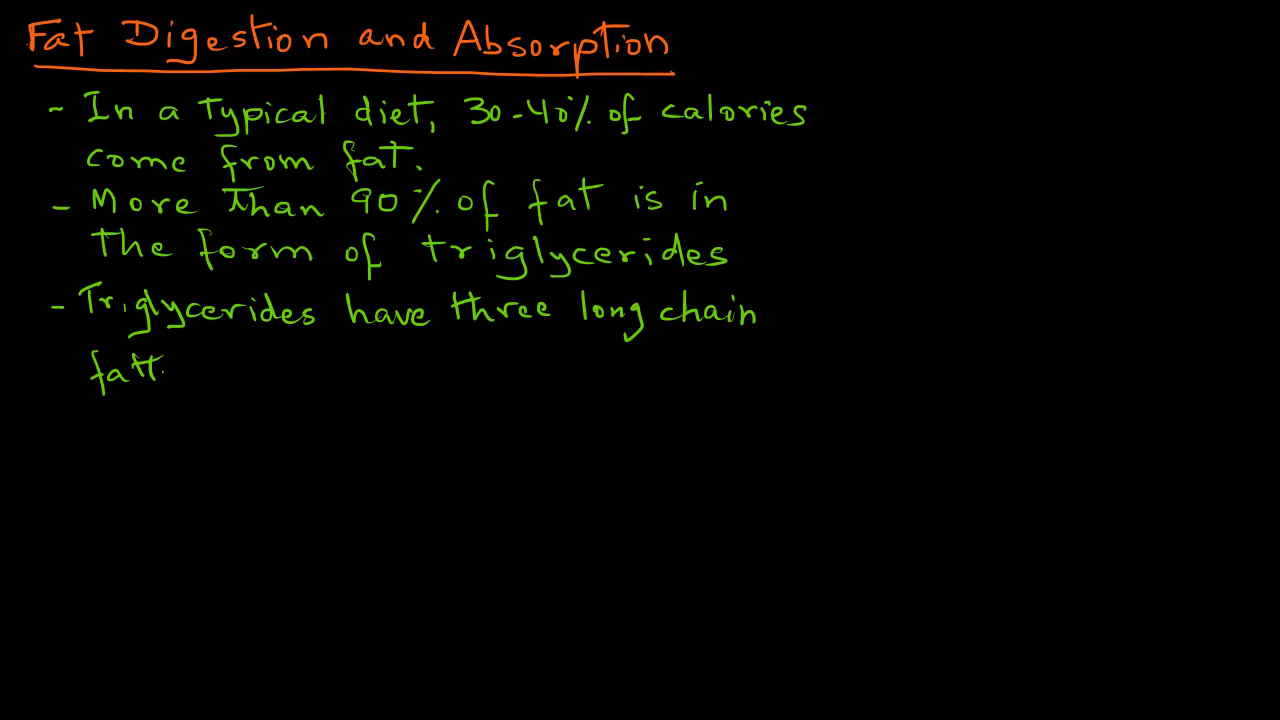 Fat Digestion and Absorption
- In a typical diet, 30-40% of calories
come from fat.
- More than 90% of fat is in
the form of triglycerides
- Triglycerides have three long chain
fatt